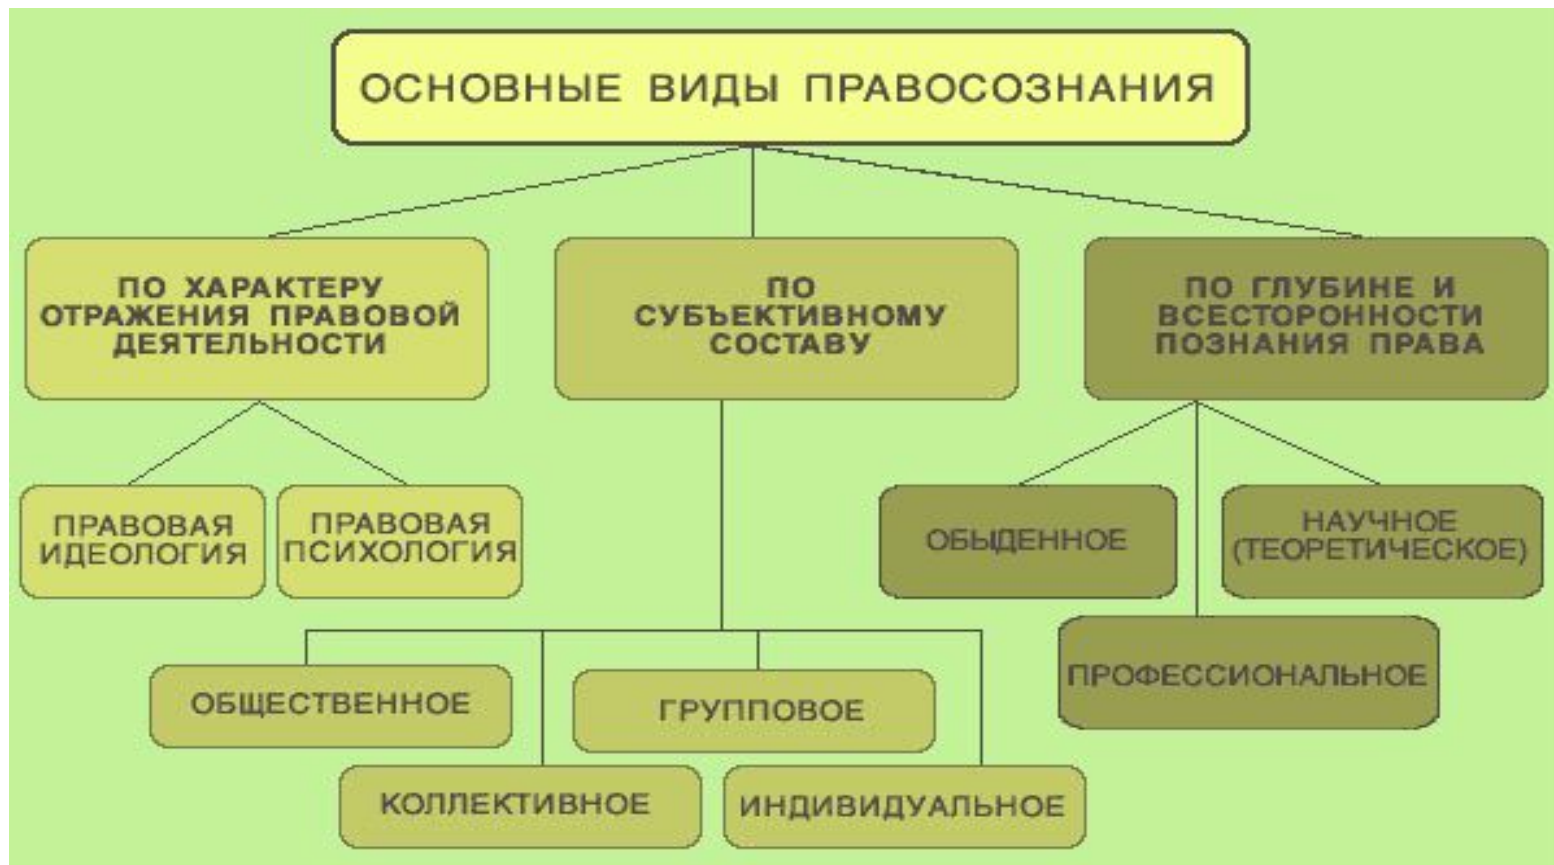 ОСНОВНЫЕ ВИДЫ ПРАВОСОЗНАНИЯ
ПО ХАРАКТЕРУ
ОТРАЖЕНИЯ ПРАВОВОЙ
ДЕЯТЕЛЬНОСТИ
ПО
СУБЪЕКТИВНОМУ
СОСТАВУ
ПО ГЛУБИНЕ И
ВСЕСТОРОННОСТИ
ПОЗНАНИЯ ПРАВА
ПРАВОВАЯ
ИДЕОЛОГИЯ
ПРАВОВАЯ
ПСИХОЛОГИЯ
ОБЫДЕННОЕ
НАУЧНОЕ
(ТЕОРЕТИЧЕСКОЕ)
ПРОФЕССИОНАЛЬНОЕ
ОБЩЕСТВЕННОЕ
ГРУППОВОЕ
КОЛЛЕКТИВНОЕ
ИНДИВИДУАЛЬНОЕ